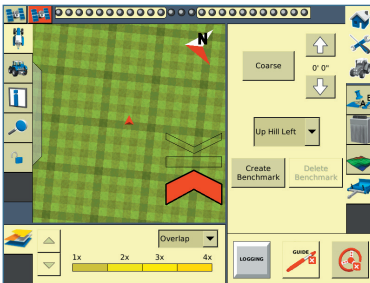 N
Coarse
0' 0"
A
Up Hill Left
Create
Benchmark
Delete
Benchmark
Overlap
1x 2x 3x 4x
LOGGING
GUIDE